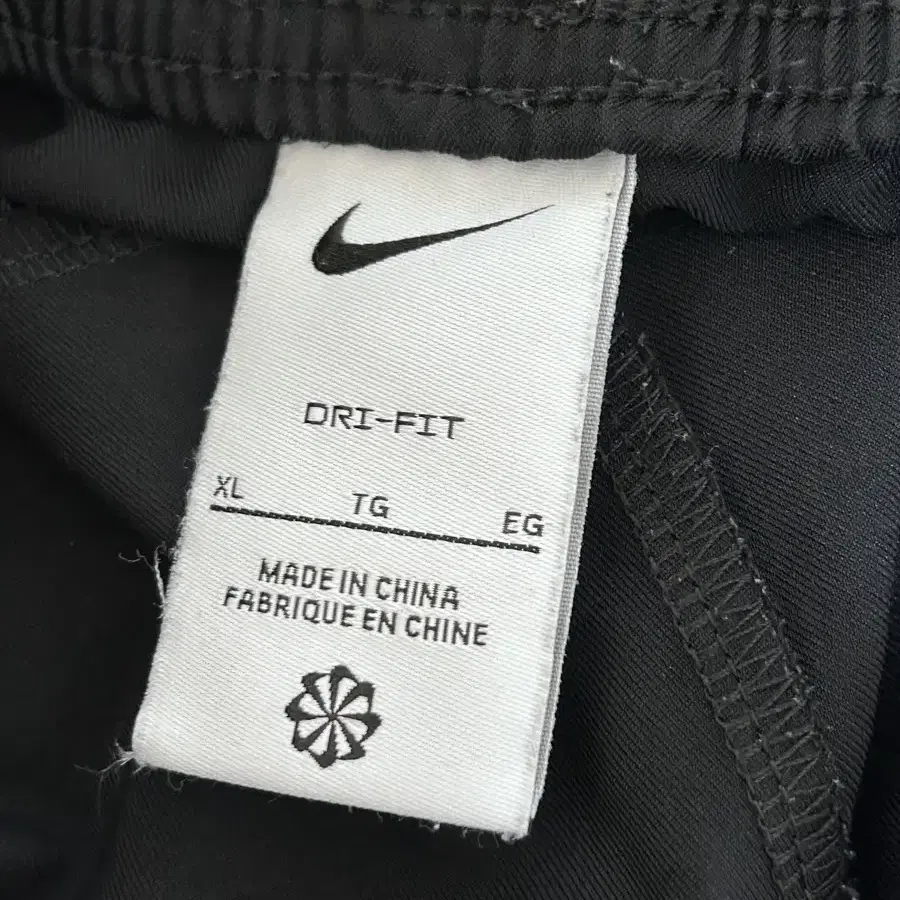 DRI-FIT
XL TG EG
MADE IN CHINA
FABRIQUE EN CHINE